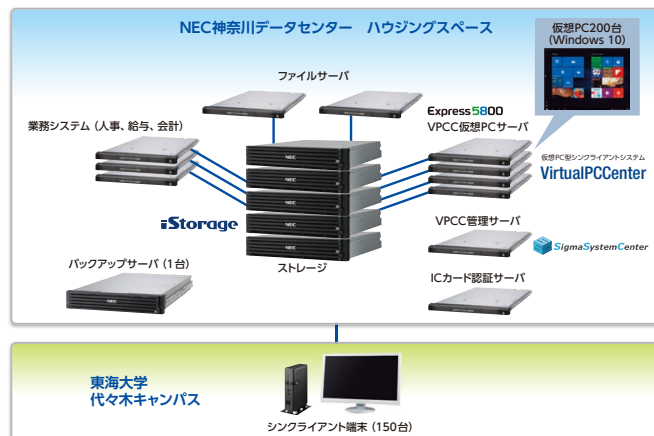 NEC神奈川データセンター ハウジングスペース
仮想PC200台
(Windows 10)
ファイルサーバ
業務システム（人事、給与、会計）
Express5800
VPCC仮想PCサーバ
仮想PC型シンクライアントシステム
VirtualPCCenter
NEC
NEC
NEC
NEC
NEC
iStorage
ストレージ
VPCC管理サーバ
SigmaSystemCenter
バックアップサーバ（1台）
NEC
ICカード認証サーバ
東海大学
代々木キャンパス
シンクライアント端末（150台）